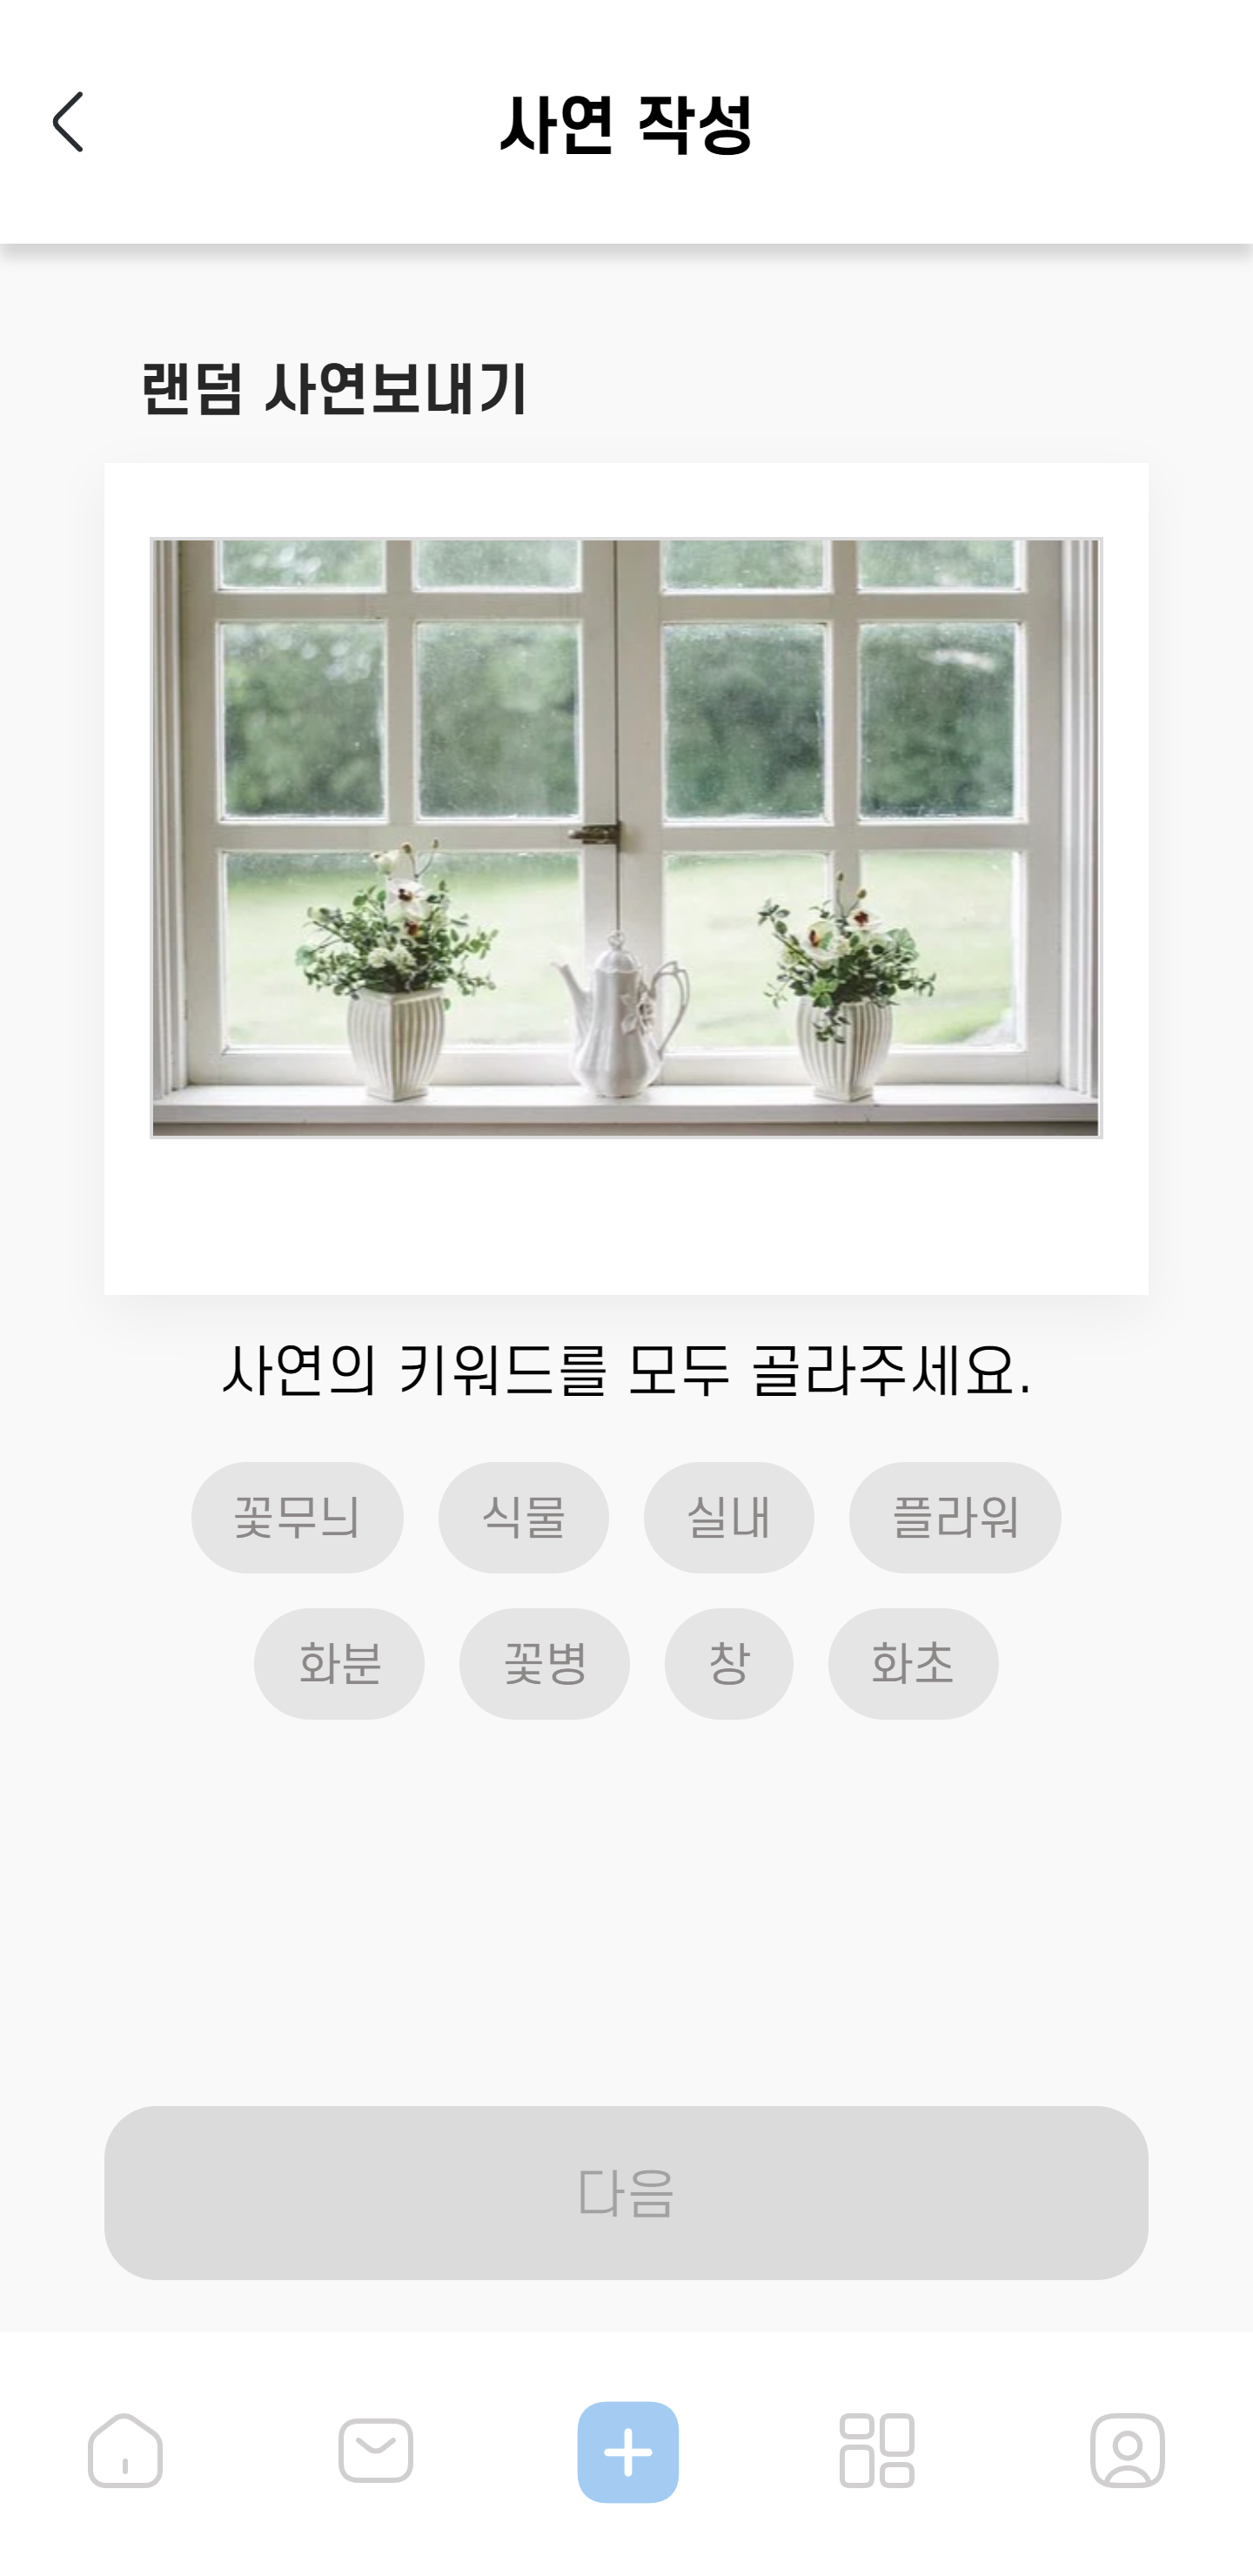 사연 작성
랜덤 사연보내기
사연의 키워드를 모두 골라주세요.
꽃무늬 식물 실내 플라워
화분 꽃병 창 화초
다음